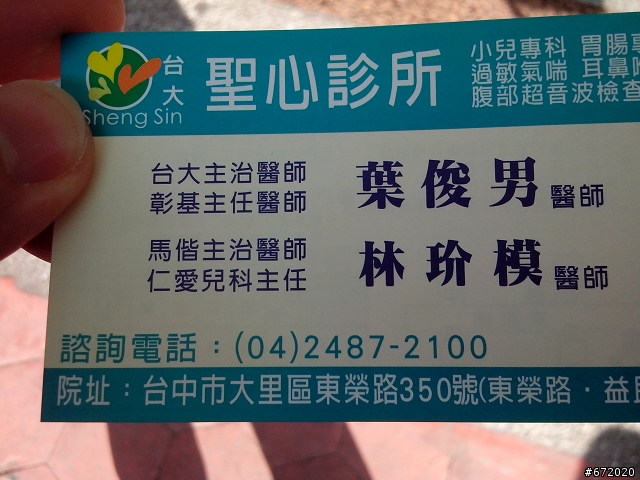 台大
Sheng Sin
聖心診所
小兒專科 胃腸
過敏氣喘 耳鼻
腹部超音波檢查
台大主治醫師
彰基主任醫師
葉俊男 醫師
馬偕主治醫師
仁愛兒科主任
林玠模 醫師
諮詢電話：(04)2487-2100
院址：台中市大里區東榮路350號(東榮路．益
#672020